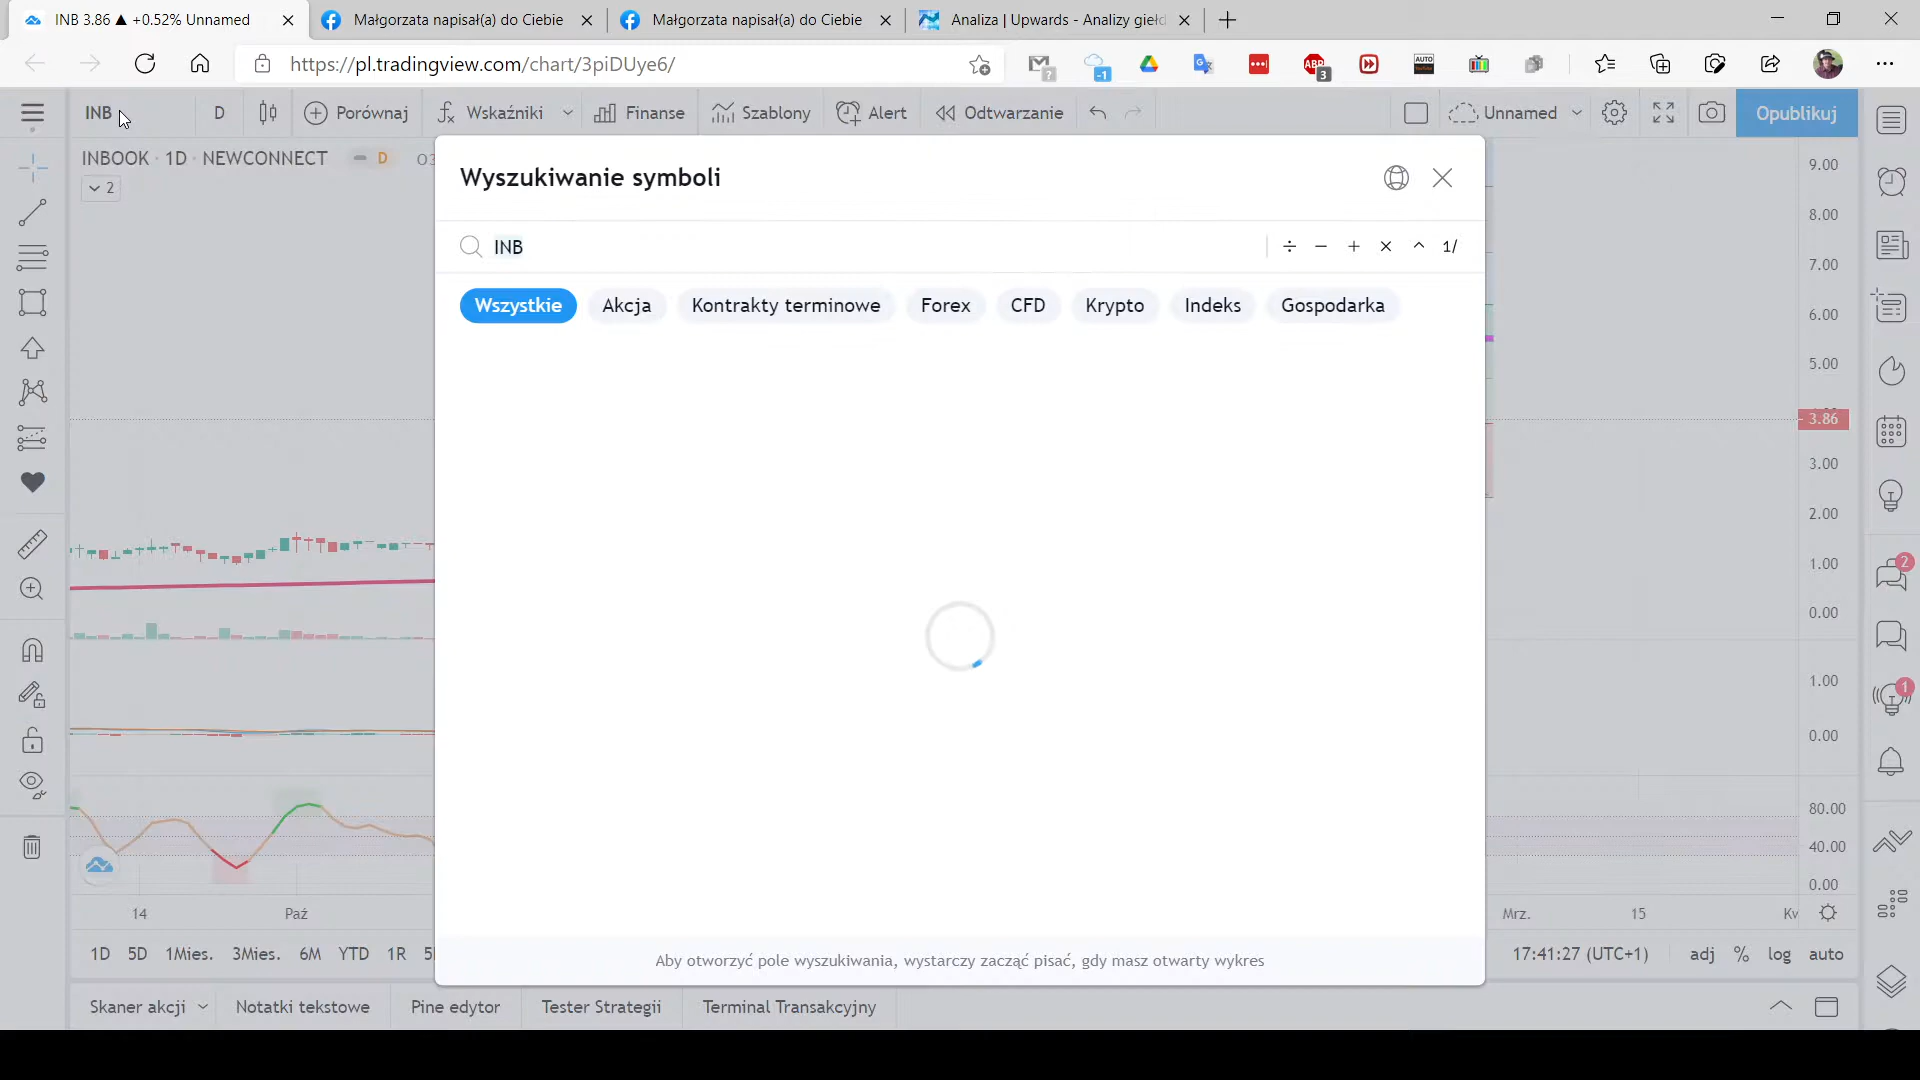 INB 3.86 ▲ +0.52% Unnamed
Małgorzata napisał(a) do Ciebie
Małgorzata napisał(a) do Ciebie
Analiza | Upwards - Analizy giełd
https://pl.tradingview.com/chart/3piDUye6/
?
-1
ABP
3
AUTO
INB
D
Porównaj
Wskaźniki
Finanse
Szablony
Alert
Odtwarzanie
Unnamed
Opublikuj
INBOOK · 1D · NEWCONNECT
D
2
Wyszukiwanie symboli
INB
÷ − + × ^ 1/
Wszystkie
Akcja
Kontrakty terminowe
Forex
CFD
Krypto
Indeks
Gospodarka
9.00
8.00
7.00
6.00
5.00
3.86
3.00
2.00
1.00
0.00
1.00
0.00
80.00
40.00
0.00
2
1
14
Paź
Mrz.
15
1D
5D
1Mies.
3Mies.
6M
YTD
1R
Aby otworzyć pole wyszukiwania, wystarczy zacząć pisać, gdy masz otwarty wykres
17:41:27 (UTC+1)
adj
%
log
auto
Skaner akcji
Notatki tekstowe
Pine edytor
Tester Strategii
Terminal Transakcyjny